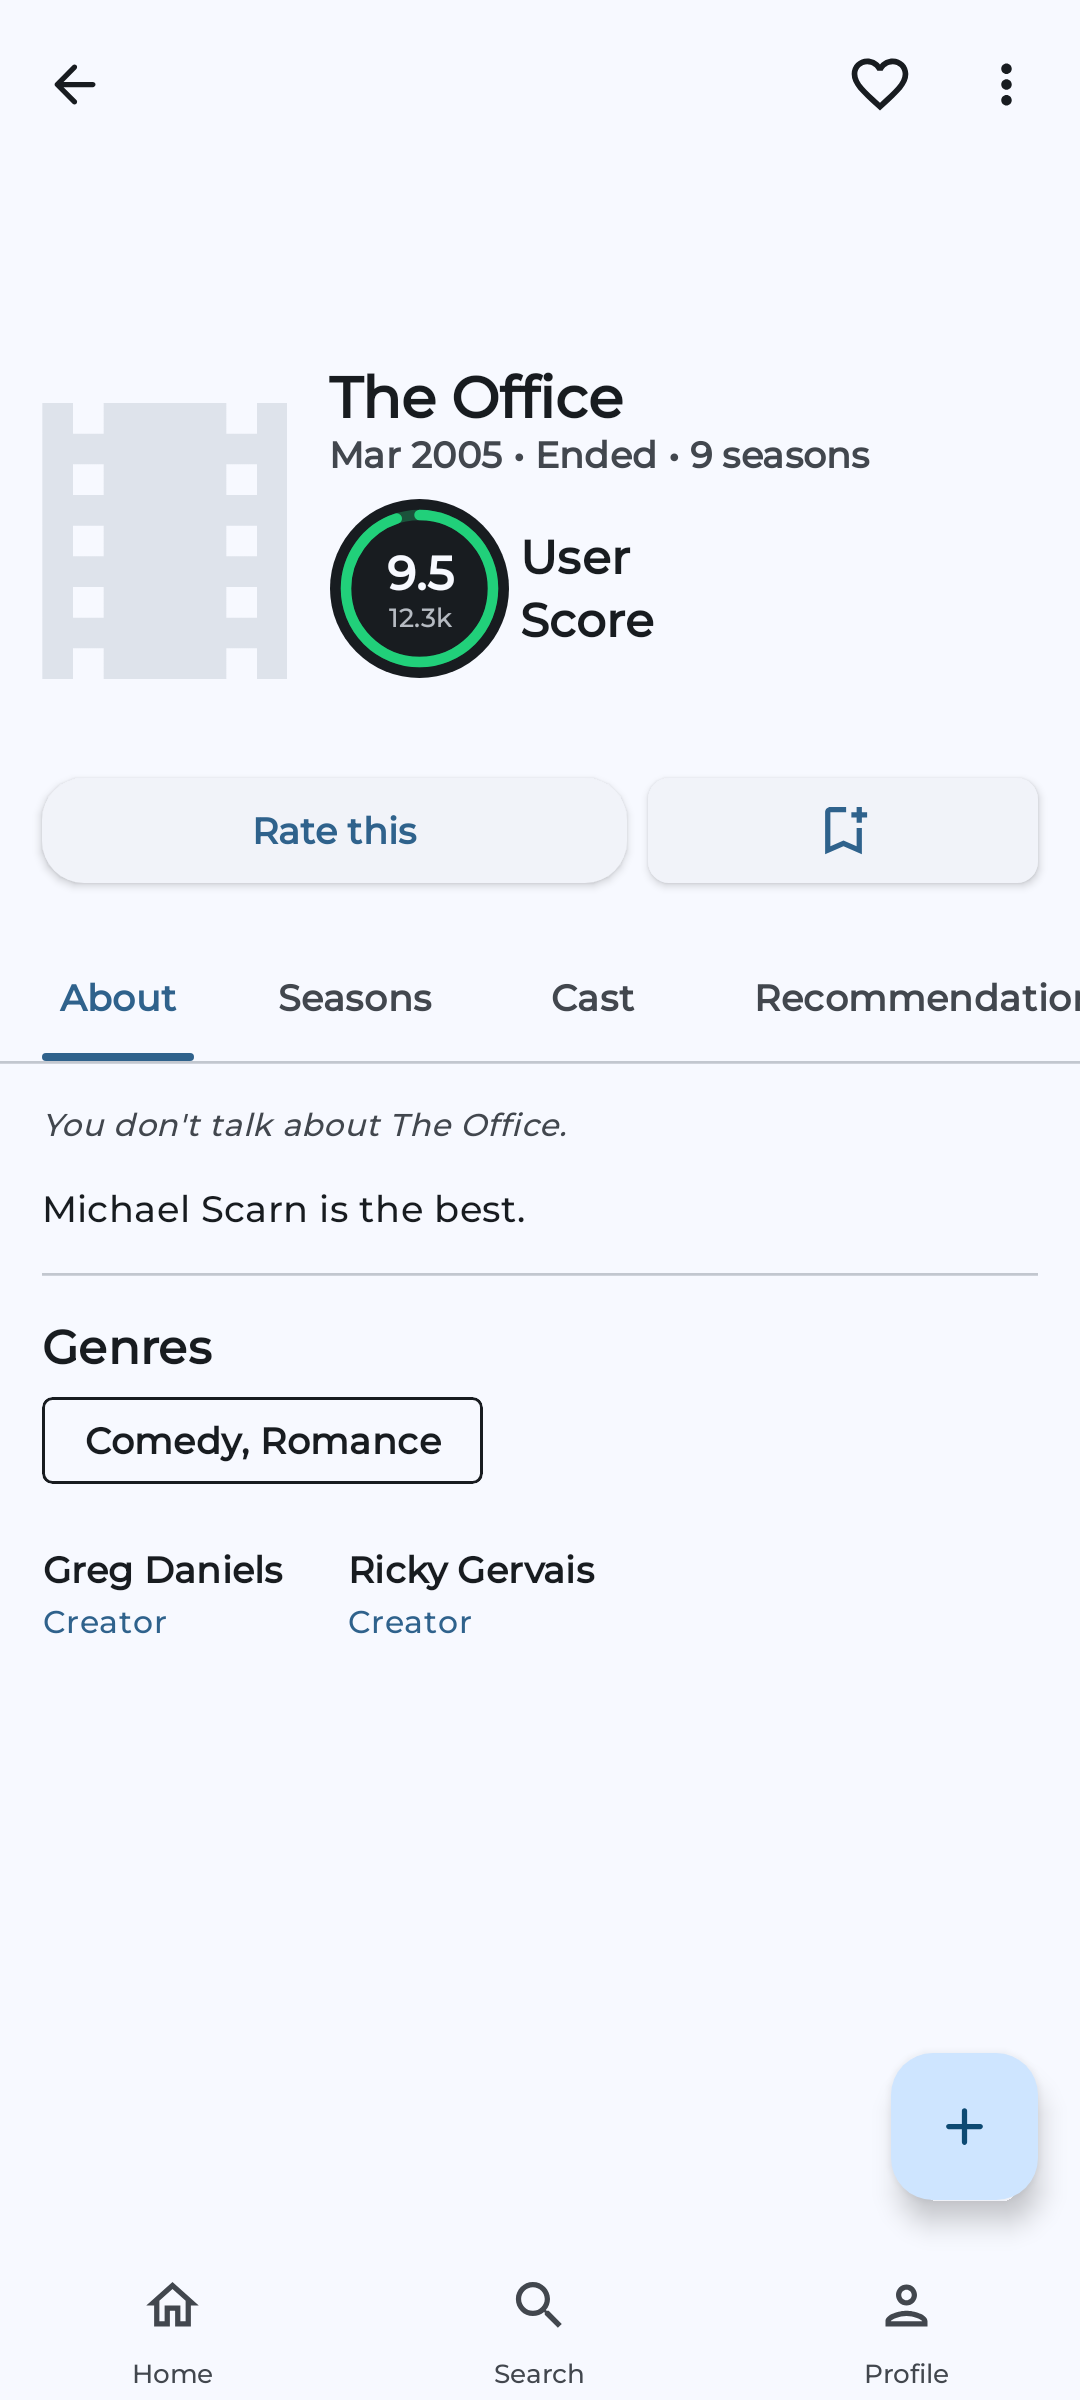 The Office
Mar 2005 • Ended • 9 seasons
9.5
12.3k
User
Score
Rate this
About
Seasons
Cast
Recommendation
You don't talk about The Office.
Michael Scarn is the best.
Genres
Comedy, Romance
Greg Daniels
Creator
Ricky Gervais
Creator
Home
Search
Profile